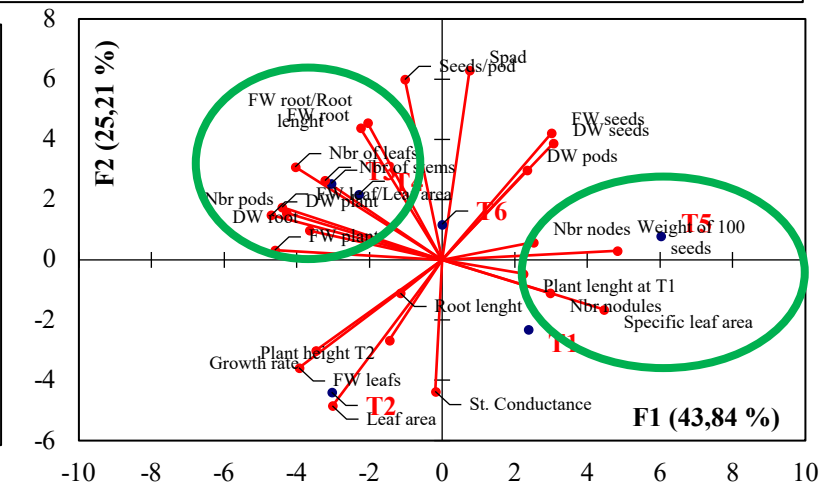 8
6
4
2
0
-2
-4
-6
F2 (25,21 %)
Spad
Seeds/pod
FW root/Root
lenght
FW root
FW seeds
DW seeds
DW pods
Nbr of leafs
Nbr of stems
FW leaf/Leaf area
Nbr pods
DW plant
DW root
FW plant
T6
T5
Nbr nodes
Weight of 100
seeds
Plant lenght at T1
Nbr nodules
Specific leaf area
T1
Root lenght
Plant height T2
Growth rate
FW leafs
T2
Leaf area
St. Conductance
F1 (43,84 %)
-10 -8 -6 -4 -2 0 2 4 6 8 10